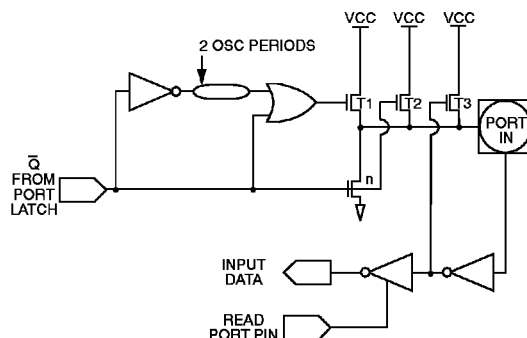 VCC VCC VCC
2 OSC PERIODS
T1 T2 T3
PORT
IN
Q̅
FROM
PORT
LATCH
n
INPUT
DATA
READ
PORT PIN